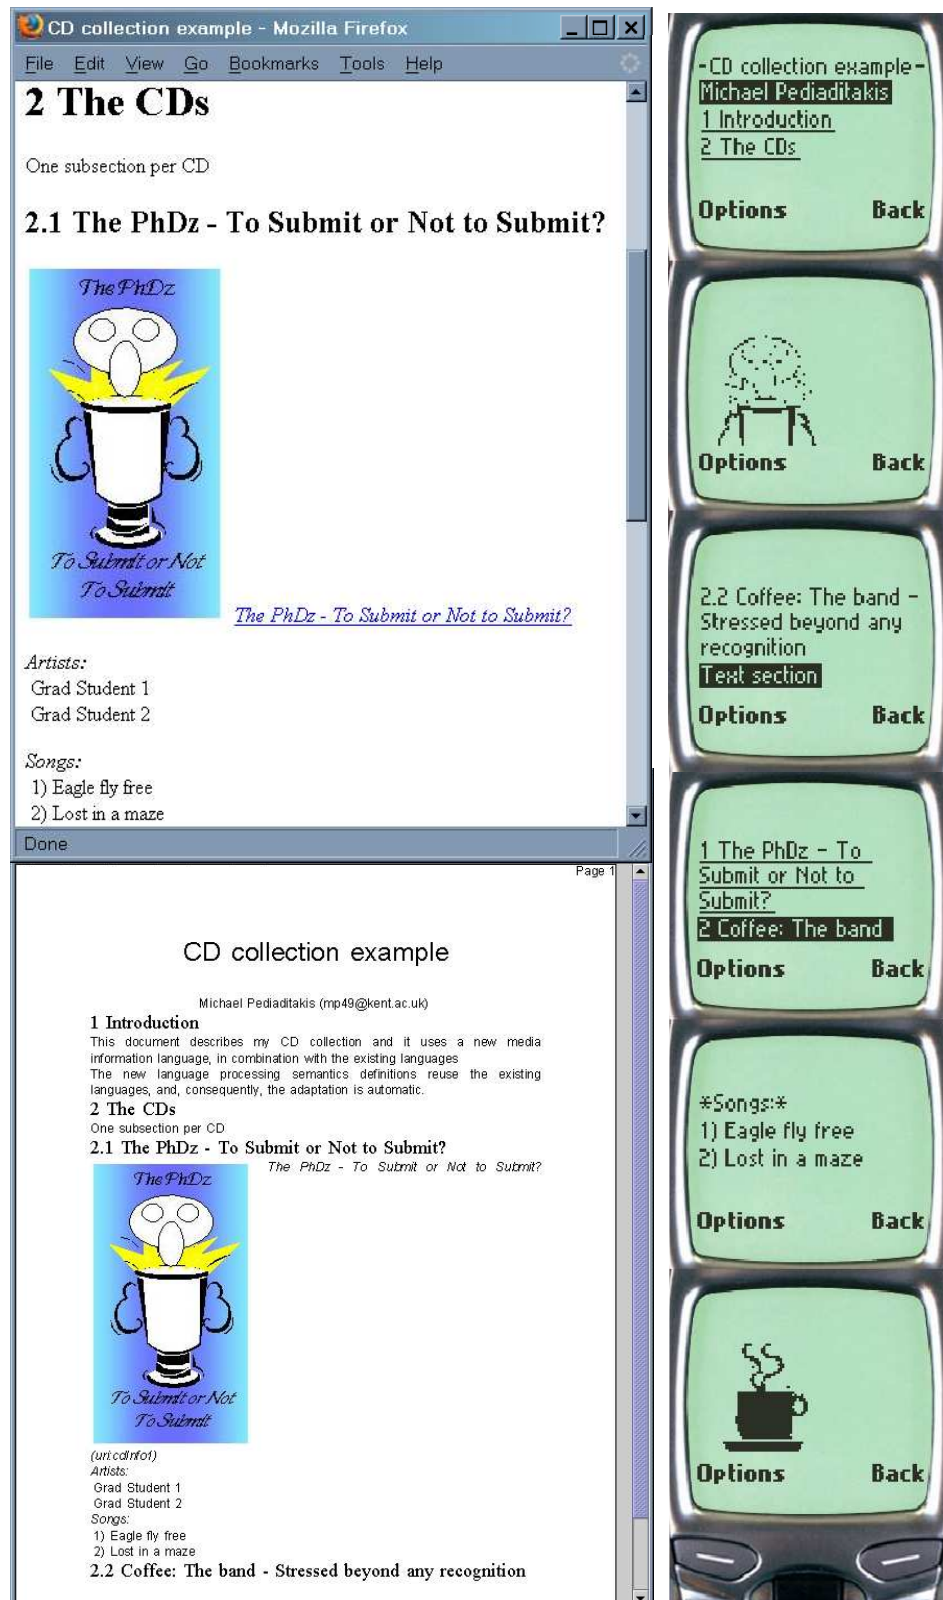 CD collection example - Mozilla Firefox
File Edit View Go Bookmarks Tools Help
2 The CDs
One subsection per CD
2.1 The PhDz - To Submit or Not to Submit?
The PhDz
To Submit or Not
To Submit
The PhDz - To Submit or Not to Submit?
Artists:
Grad Student 1
Grad Student 2
Songs:
1) Eagle fly free
2) Lost in a maze
Done
Page 1
CD collection example
Michael Pediaditakis (mp49@kent.ac.uk)
1 Introduction
This document describes my CD collection and it uses a new media
information language, in combination with the existing languages
The new language processing semantics definitions reuse the existing
languages, and, consequently, the adaptation is automatic.
2 The CDs
One subsection per CD
2.1 The PhDz - To Submit or Not to Submit?
The PhDz - To Submit or Not to Submit?
The PhDz
To Submit or Not
To Submit
(uri:cdInfo1)
Artists:
Grad Student 1
Grad Student 2
Songs:
1) Eagle fly free
2) Lost in a maze
2.2 Coffee: The band - Stressed beyond any recognition
-CD collection example-
Michael Pediaditakis
1 Introduction
2 The CDs
Options Back
Options Back
2.2 Coffee: The band -
Stressed beyond any
recognition
Text section
Options Back
1 The PhDz - To
Submit or Not to
Submit?
2 Coffee: The band
Options Back
*Songs:*
1) Eagle fly free
2) Lost in a maze
Options Back
Options Back